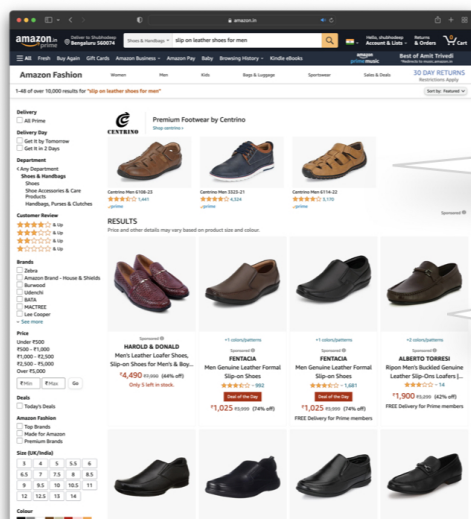 amazon.in
amazon.in
prime
Deliver to Shubhodeep
Bengaluru 560074
Shoes & Handbags
slip on leather shoes for men
Hello, shubhodeep
Account & Lists
Returns
& Orders
Cart
All
Fresh
Buy Again
Gift Cards
Amazon Business
Amazon Pay
Baby
Browsing History
Kindle eBooks
amazon
prime music
Best of Amit Trivedi
Amazon Fashion
Women
Men
Kids
Bags & Luggage
Sportswear
Sales & Deals
30 DAY RETURNS
Restrictions Apply
1-48 of over 10,000 results for "slip on leather shoes for men"
Sort by: Featured
Delivery
All Prime
Delivery Day
Get It by Tomorrow
Get It in 2 Days
Department
< Any Department
Shoes & Handbags
Shoes
Shoe Accessories & Care
Products
Handbags, Purses & Clutches
Customer Review
& Up
& Up
& Up
& Up
Brands
Zebra
Amazon Brand - House & Shields
Burwood
Udenchi
BATA
MACTREE
Lee Cooper
See more
Price
Under ₹500
₹500 - ₹1,000
₹1,000 - ₹2,500
₹2,500 - ₹5,000
Over ₹5,000
₹ Min
₹ Max
Go
Deals
Today's Deals
Amazon Fashion
Top Brands
Made for Amazon
Premium Brands
Size (UK/India)
3 4 5 5.5 6
6.5 7 7.5 8 8.5
9 9.5 10 10.5 11
12 12.5 13 14
Colour
CENTRINO
Premium Footwear by Centrino
Shop centrino ›
Centrino Men 6108-23
1,441
prime
Centrino Men 3323-21
4,324
prime
Centrino Men 6114-22
3,170
prime
Sponsored
RESULTS
Price and other details may vary based on product size and colour.
Sponsored
HAROLD & DONALD
Men's Leather Loafer Shoes,
Slip-on Shoes for Men's & Boy...
₹4,490 ₹7,990 (44% off)
Only 5 left in stock.
+1 colors/patterns
Sponsored
FENTACIA
Men Genuine Leather Formal
Slip-on Shoes
992
Deal of the Day
₹1,025 ₹3,999 (74% off)
+1 colors/patterns
Sponsored
FENTACIA
Men Genuine Leather Formal
Slip-on Shoes
1,681
Deal of the Day
₹1,025 ₹3,999 (74% off)
FREE Delivery for Prime members
+2 colors/patterns
Sponsored
ALBERTO TORRESI
Ripon Men's Buckled Genuine
Leather Slip-Ons Loafers |...
14
₹1,900 ₹3,295 (42% off)
FREE Delivery for Prime members